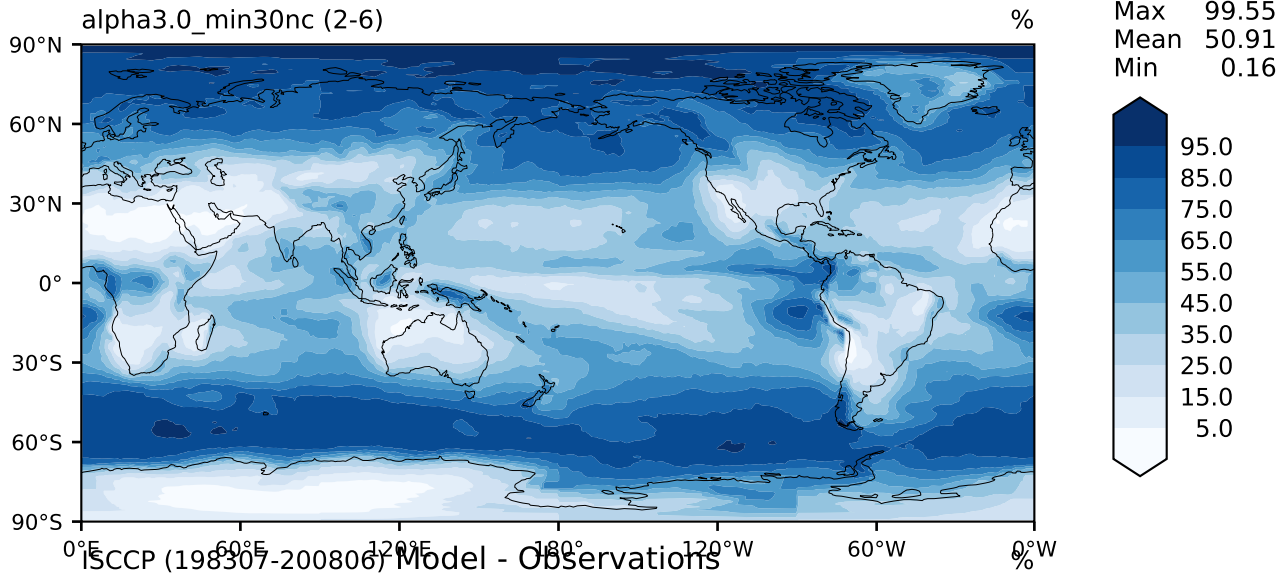 alpha3.0_min30nc (2-6) %
Max 99.55
Mean 50.91
Min 0.16
90°N
60°N
30°N
0°
30°S
60°S
90°S
95.0
85.0
75.0
65.0
55.0
45.0
35.0
25.0
15.0
5.0
0°E 60°E 120°E 180° 120°W 60°W 0°W
ISCCP (198307-200806) Model - Observations %